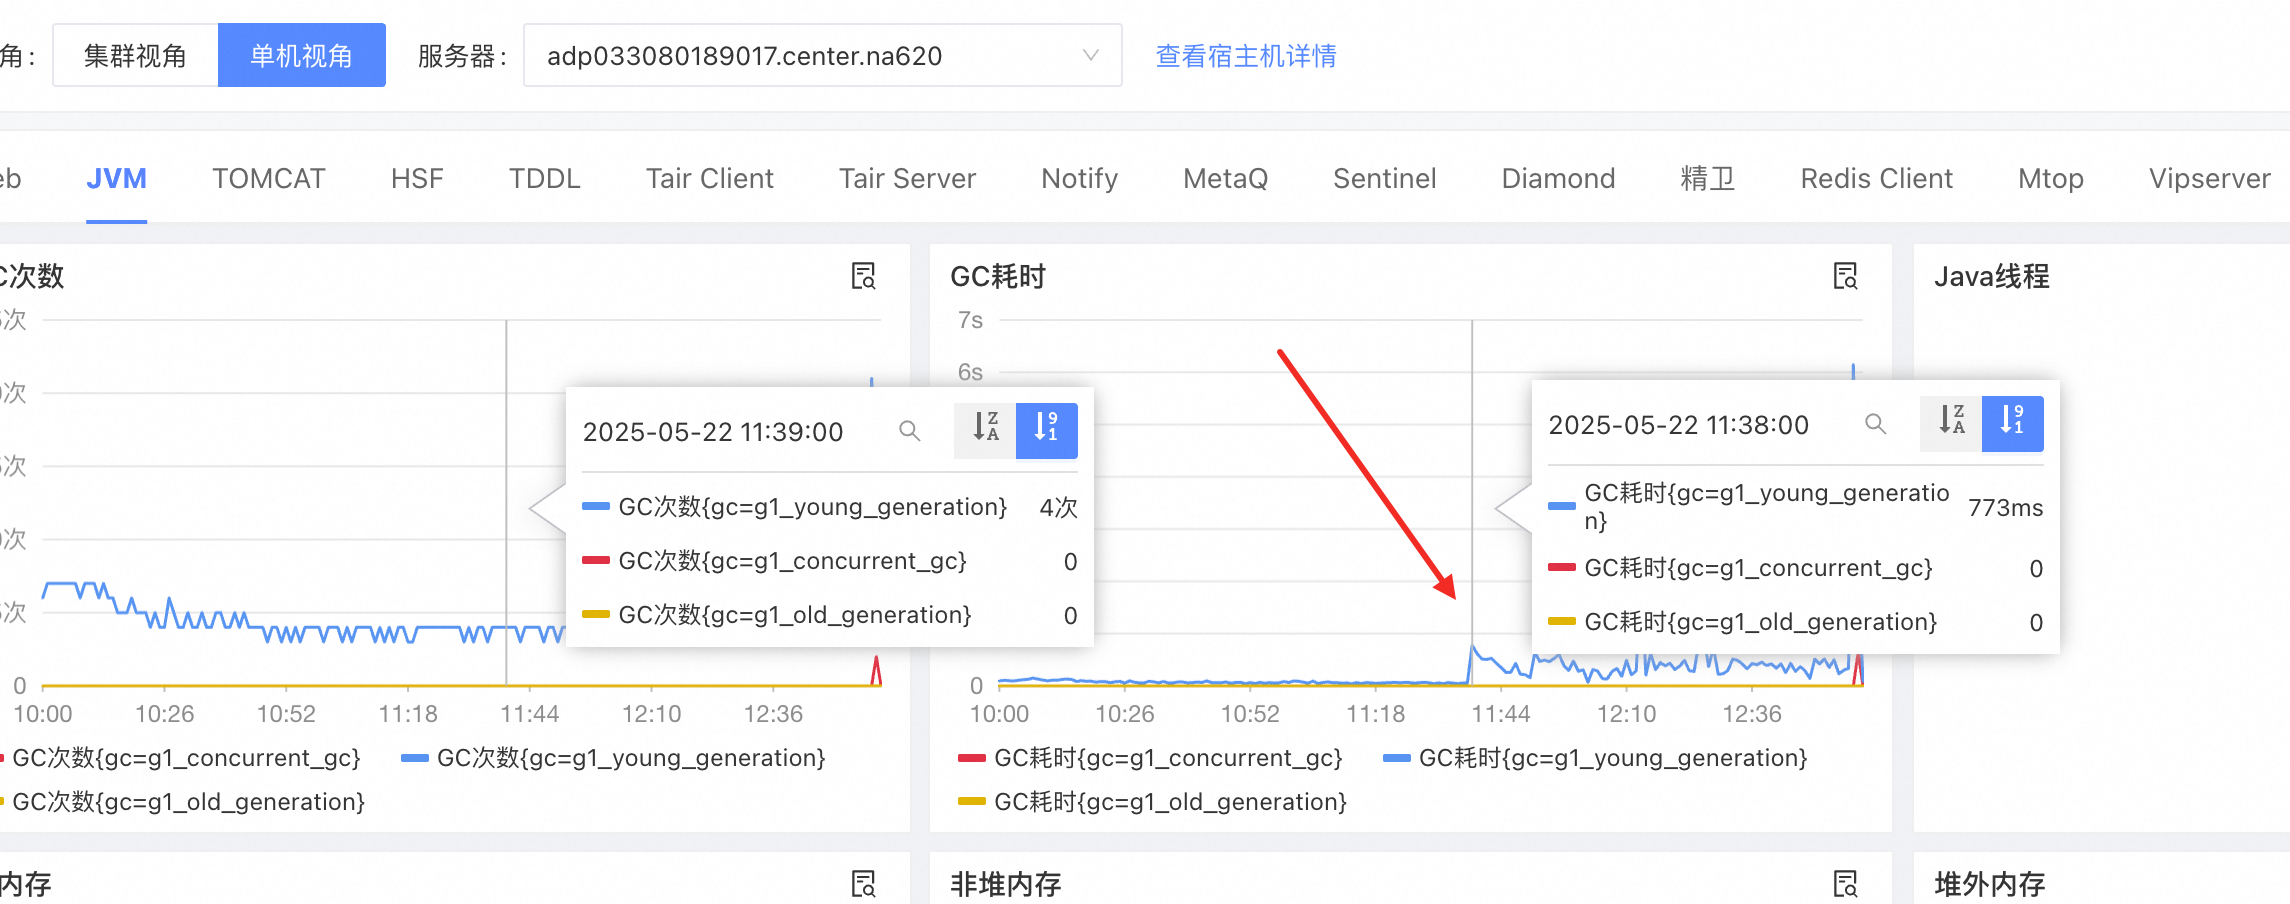 角： 集群视角 单机视角 服务器： adp033080189017.center.na620 查看宿主机详情
eb JVM TOMCAT HSF TDDL Tair Client Tair Server Notify MetaQ Sentinel Diamond 精卫 Redis Client Mtop Vipserver
C次数
5次
0次
5次
0次
5次
0
10:00 10:26 10:52 11:18 11:44 12:10 12:36
2025-05-22 11:39:00
GC次数{gc=g1_young_generation} 4次
GC次数{gc=g1_concurrent_gc} 0
GC次数{gc=g1_old_generation} 0
GC次数{gc=g1_concurrent_gc} GC次数{gc=g1_young_generation}
GC次数{gc=g1_old_generation}
GC耗时
7s
6s
0
10:00 10:26 10:52 11:18 11:44 12:10 12:36
2025-05-22 11:38:00
GC耗时{gc=g1_young_generatio
n} 773ms
GC耗时{gc=g1_concurrent_gc} 0
GC耗时{gc=g1_old_generation} 0
GC耗时{gc=g1_concurrent_gc} GC耗时{gc=g1_young_generation}
GC耗时{gc=g1_old_generation}
Java线程
内存
非堆内存
堆外内存